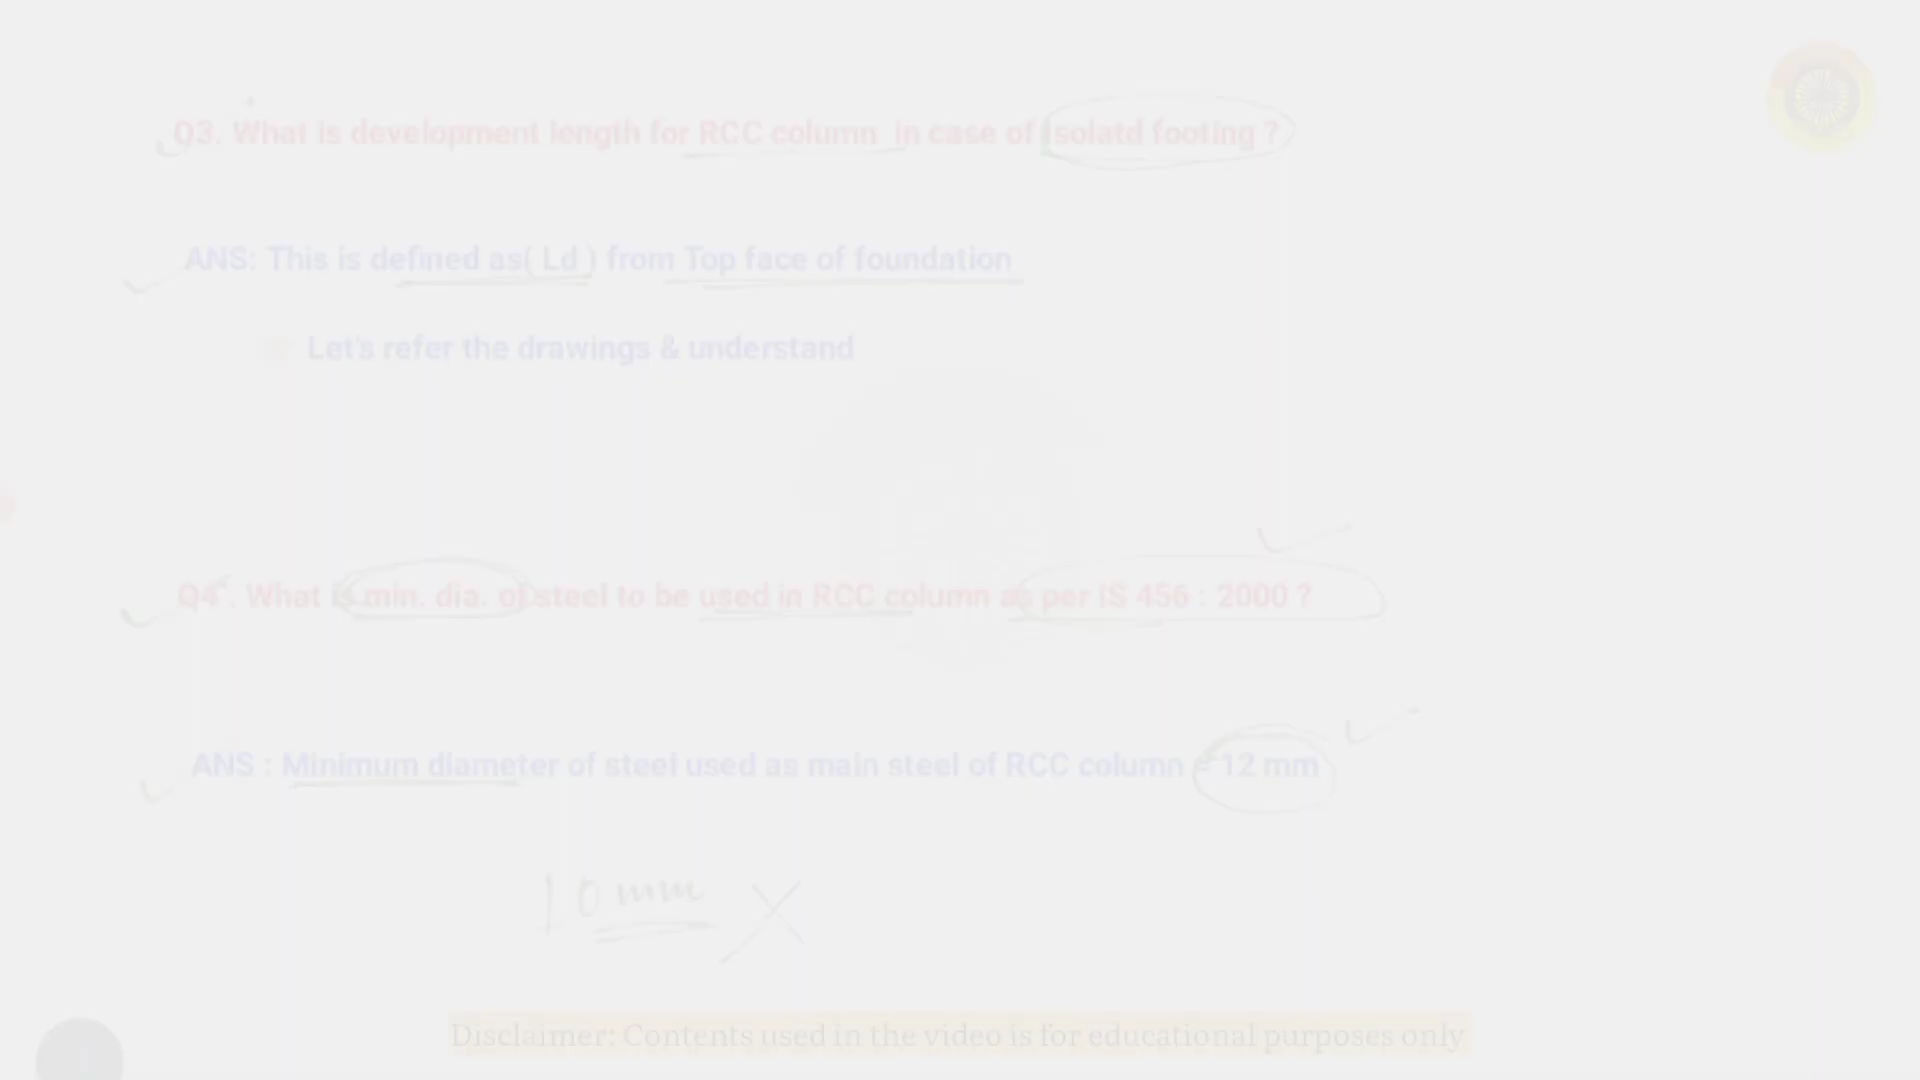 Q3. What is development length for RCC column in case of Isolatd footing ?
ANS: This is defined as( Ld ) from Top face of foundation
Let's refer the drawings & understand
Q4 . What is min. dia. of steel to be used in RCC column as per IS 456 : 2000 ?
ANS : Minimum diameter of steel used as main steel of RCC column = 12 mm
10 mm
Disclaimer: Contents used in the video is for educational purposes only